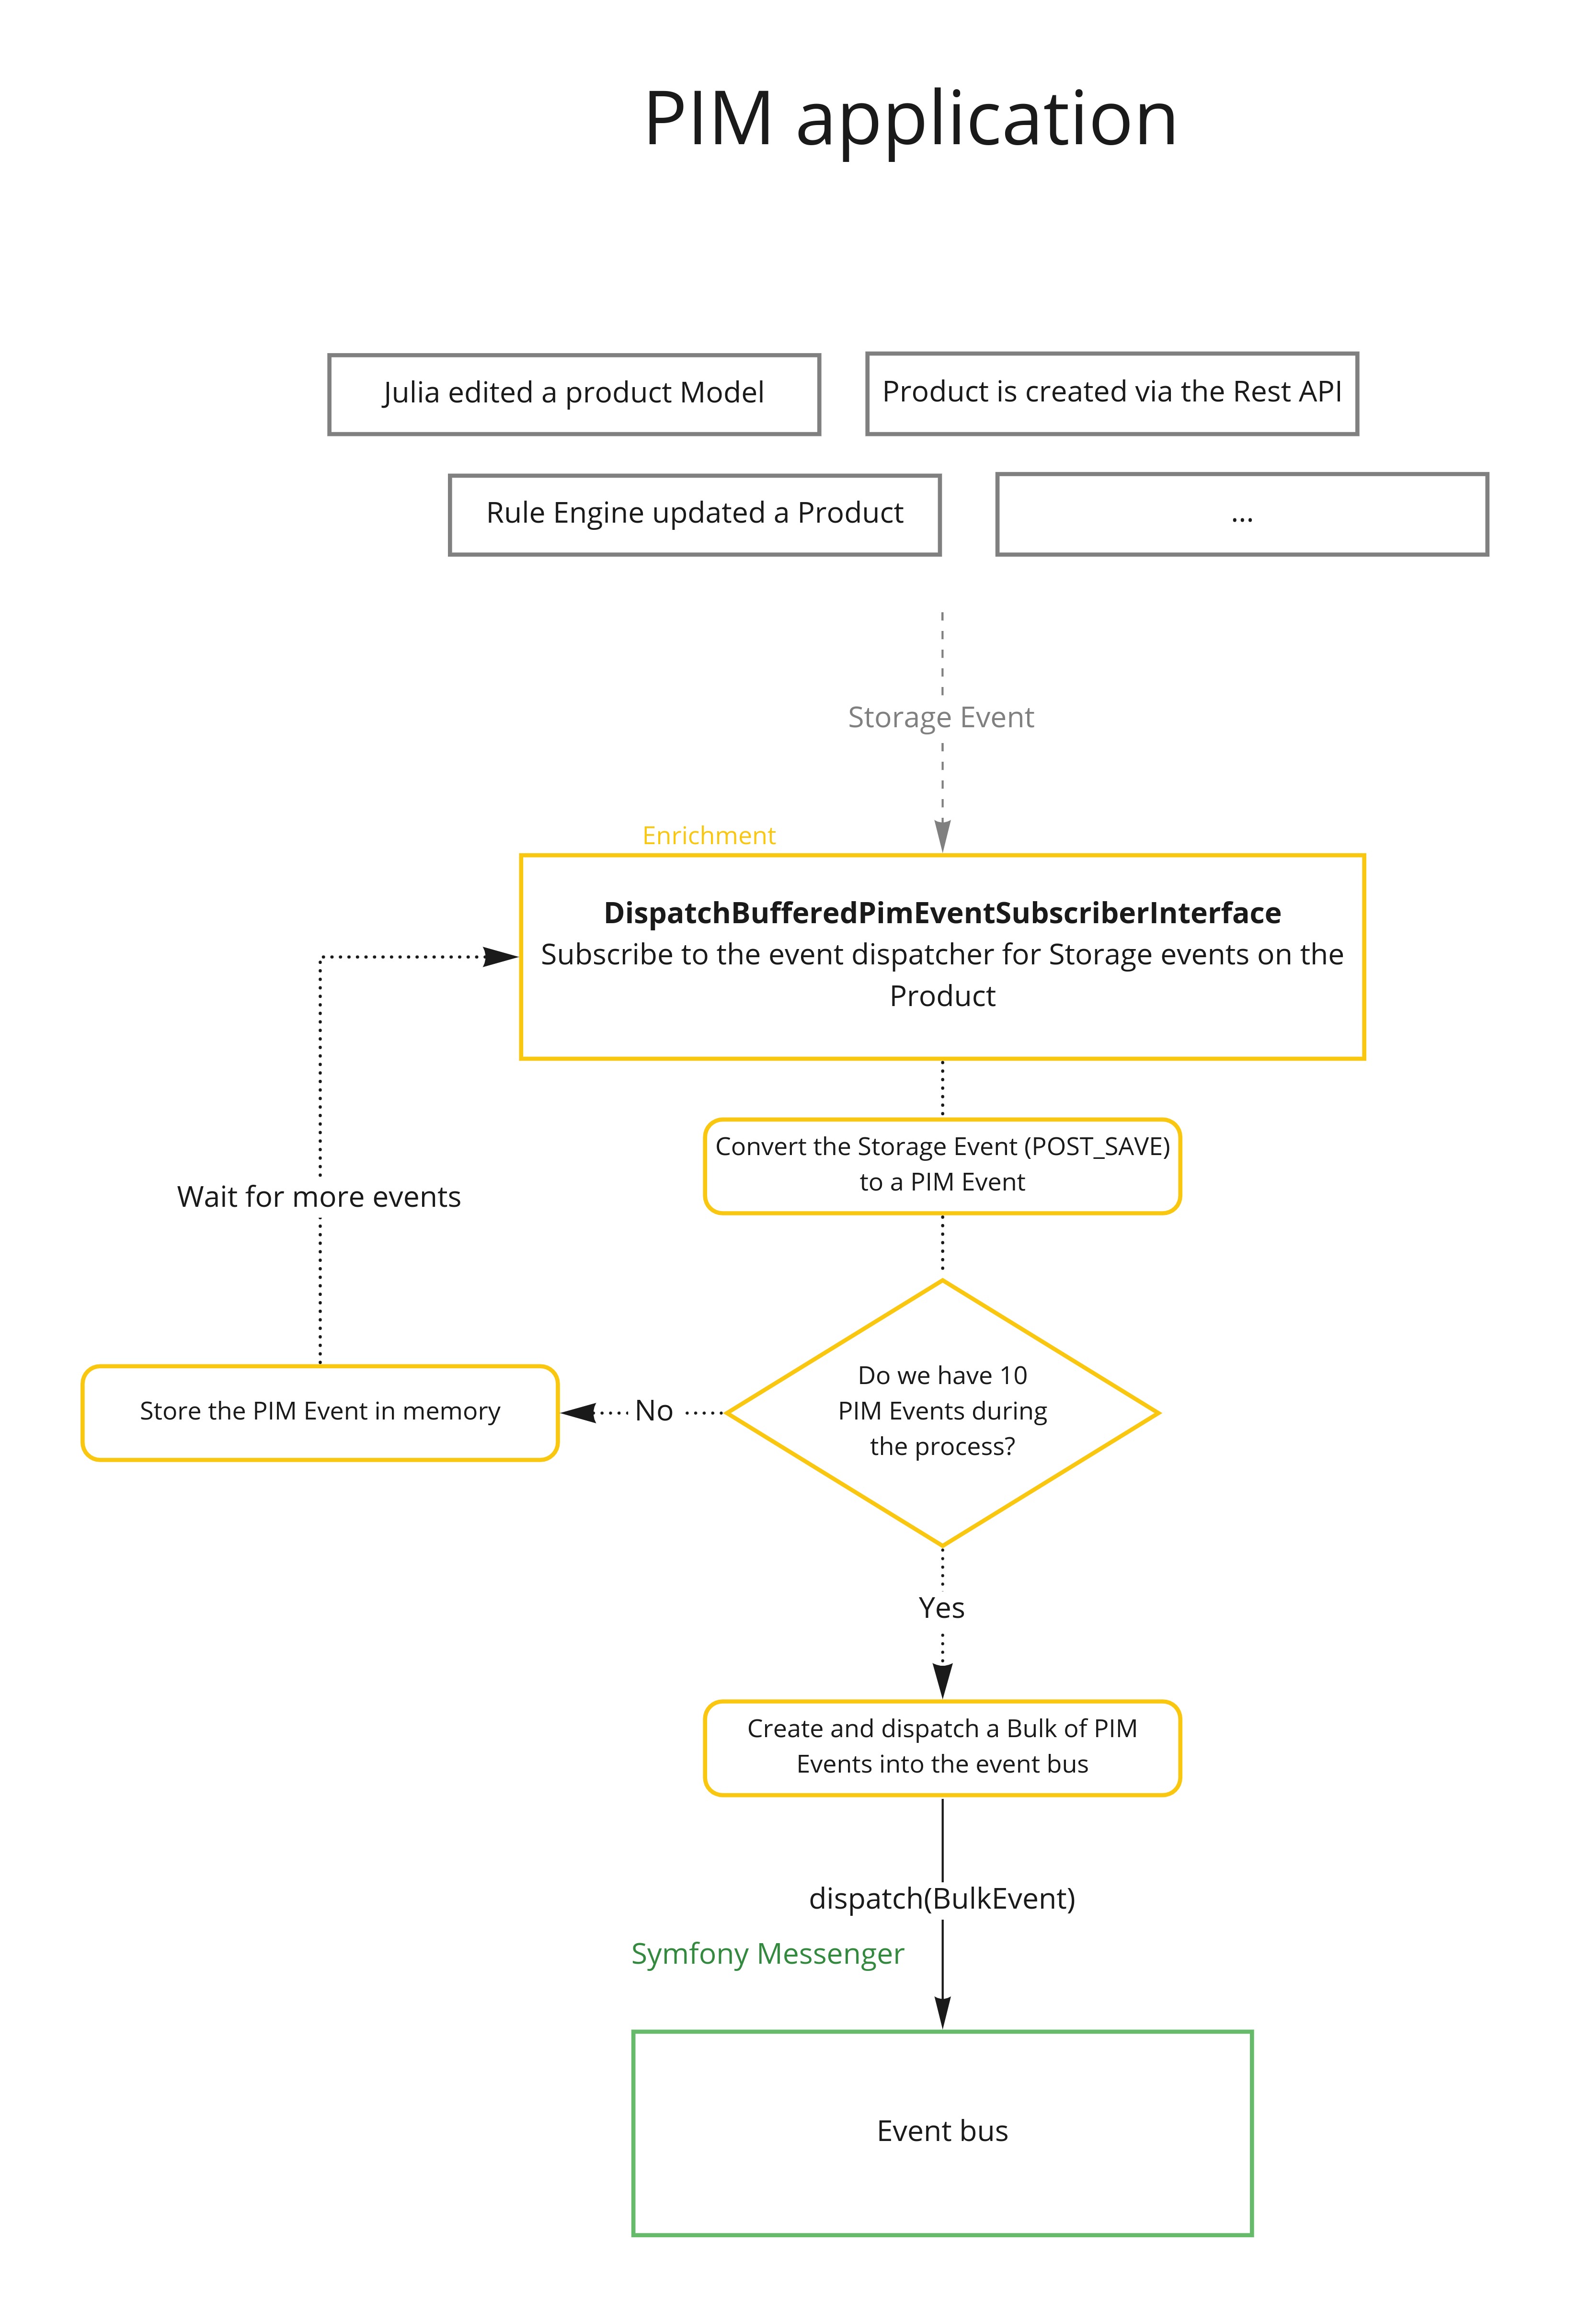 PIM application
Julia edited a product Model
Product is created via the Rest API
Rule Engine updated a Product
...
Storage Event
Enrichment
DispatchBufferedPimEventSubscriberInterface
Subscribe to the event dispatcher for Storage events on the
Product
Convert the Storage Event (POST_SAVE)
to a PIM Event
Wait for more events
Do we have 10
PIM Events during
the process?
No
Store the PIM Event in memory
Yes
Create and dispatch a Bulk of PIM
Events into the event bus
dispatch(BulkEvent)
Symfony Messenger
Event bus